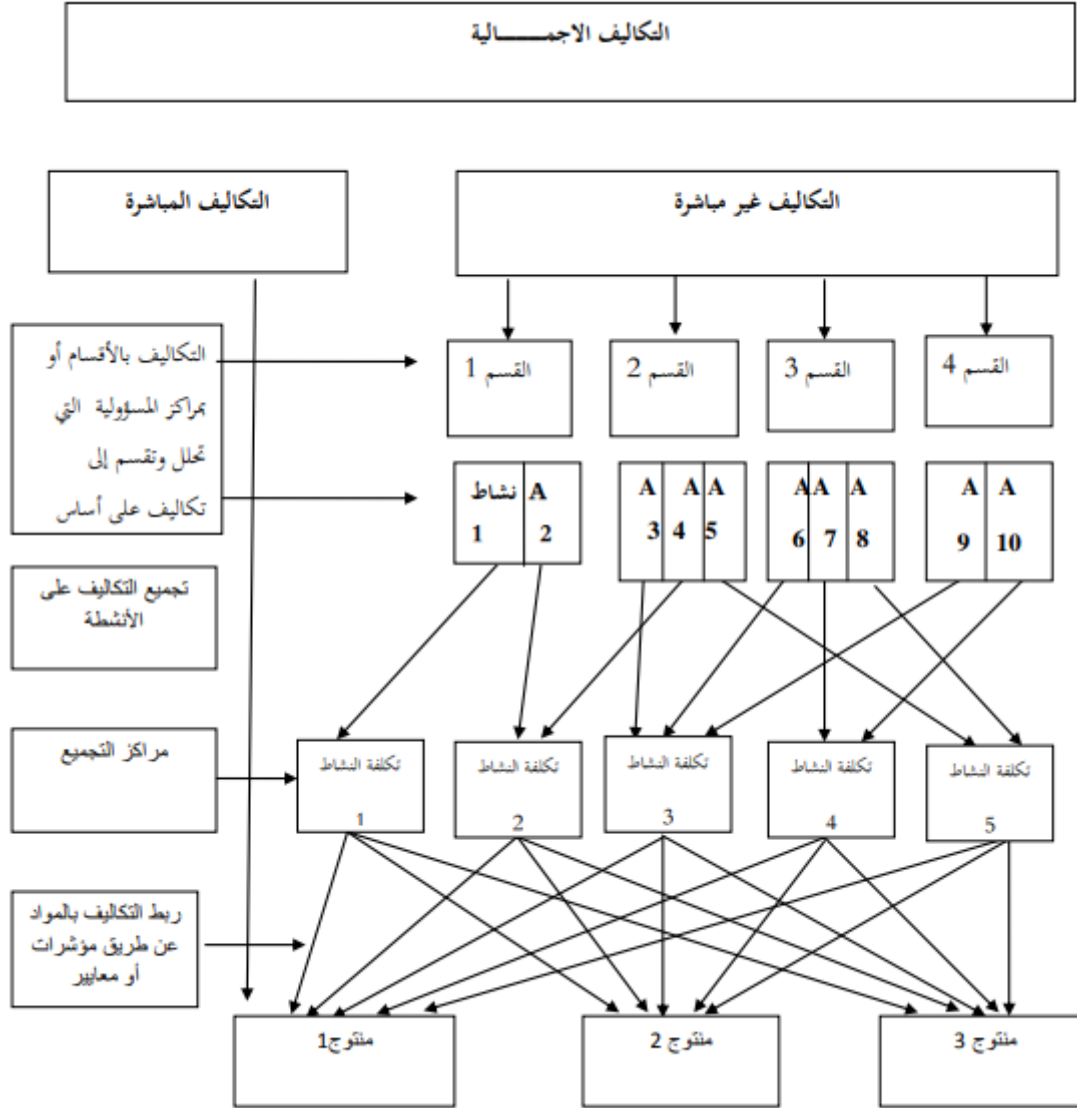 التكاليف الاجمـــــــالية
التكاليف المباشرة
التكاليف غير مباشرة
التكاليف بالأقسام أو
بمراكز المسؤولية التي
تحلل وتقسم إلى
تكاليف على أساس
القسم 1
القسم 2
القسم 3
القسم 4
نشاط
1
A
2
A
3
A
4
A
5
A
6
A
7
A
8
A
9
A
10
تجميع التكاليف على
الأنشطة
مراكز التجميع
تكلفة النشاط
1
تكلفة النشاط
2
تكلفة النشاط
3
تكلفة النشاط
4
تكلفة النشاط
5
ربط التكاليف بالمواد
عن طريق مؤشرات
أو معايير
منتوج1
منتوج 2
منتوج 3